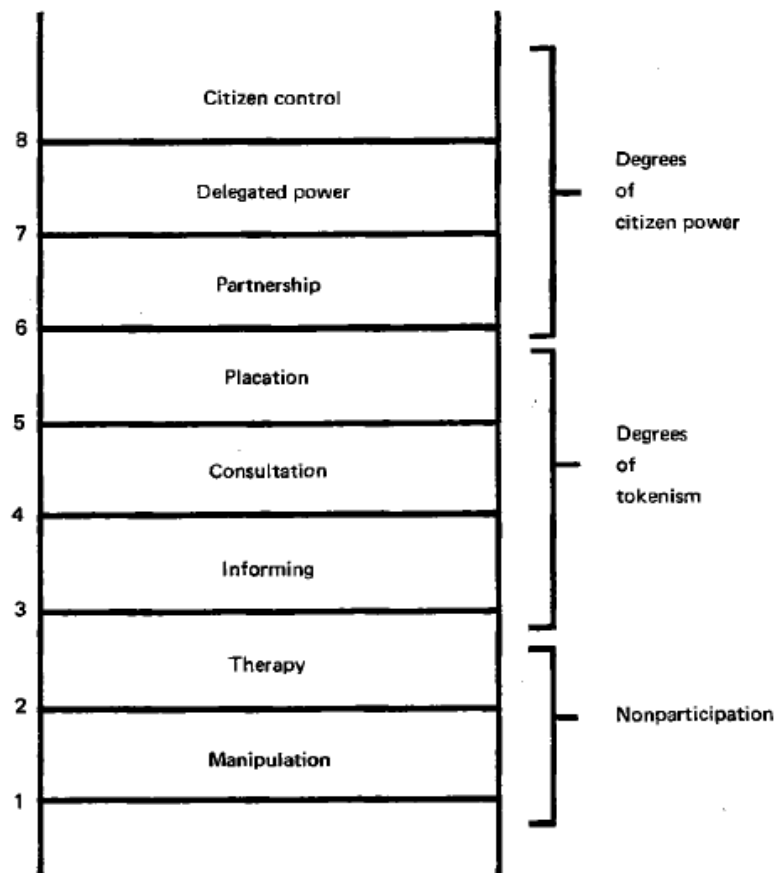 Citizen control
8
Delegated power
7
Partnership
6
Placation
5
Consultation
4
Informing
3
Therapy
2
Manipulation
1
Degrees
of
citizen power
Degrees
of
tokenism
Nonparticipation